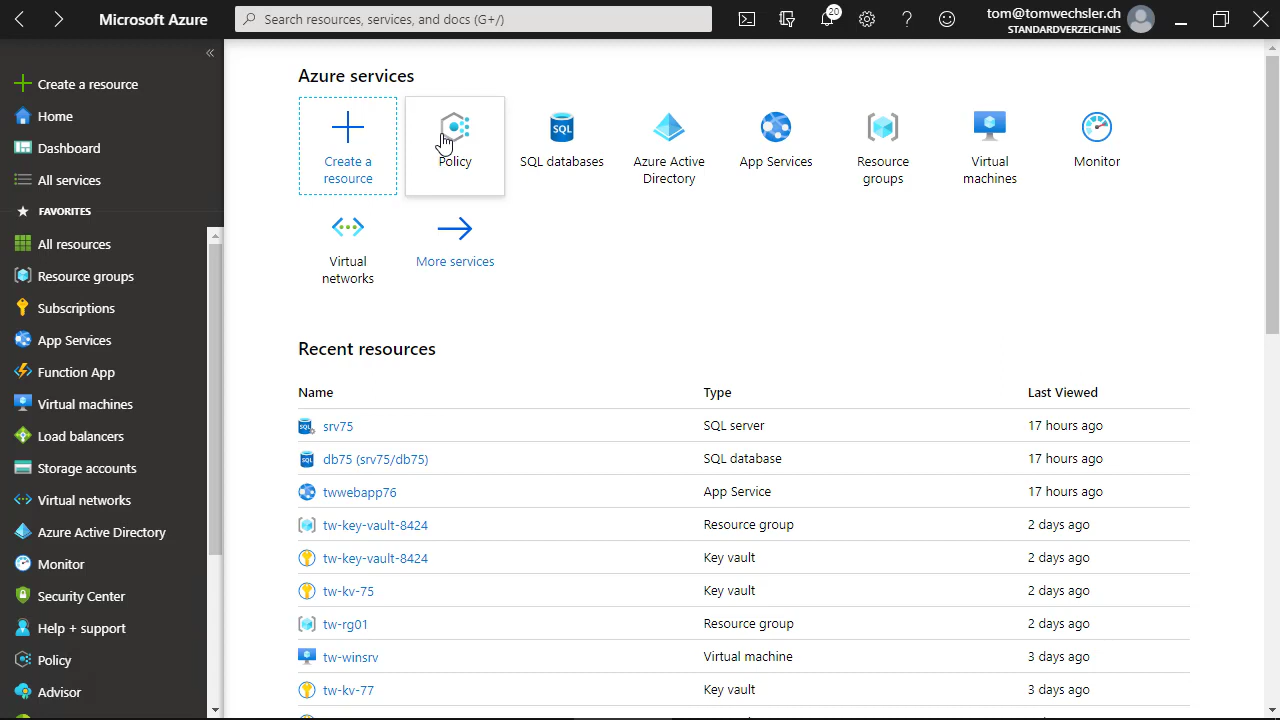 Microsoft Azure
Search resources, services, and docs (G+/)
20
tom@tomwechsler.ch
STANDARDVERZEICHNIS
Create a resource
Home
Dashboard
All services
FAVORITES
All resources
Resource groups
Subscriptions
App Services
Function App
Virtual machines
Load balancers
Storage accounts
Virtual networks
Azure Active Directory
Monitor
Security Center
Help + support
Policy
Advisor
Azure services
Create a
resource
Policy
SQL
SQL databases
Azure Active
Directory
App Services
Resource
groups
Virtual
machines
Monitor
Virtual
networks
More services
Recent resources
Name Type Last Viewed
srv75 SQL server 17 hours ago
db75 (srv75/db75) SQL database 17 hours ago
twwebapp76 App Service 17 hours ago
tw-key-vault-8424 Resource group 2 days ago
tw-key-vault-8424 Key vault 2 days ago
tw-kv-75 Key vault 2 days ago
tw-rg01 Resource group 2 days ago
tw-winsrv Virtual machine 3 days ago
tw-kv-77 Key vault 3 days ago